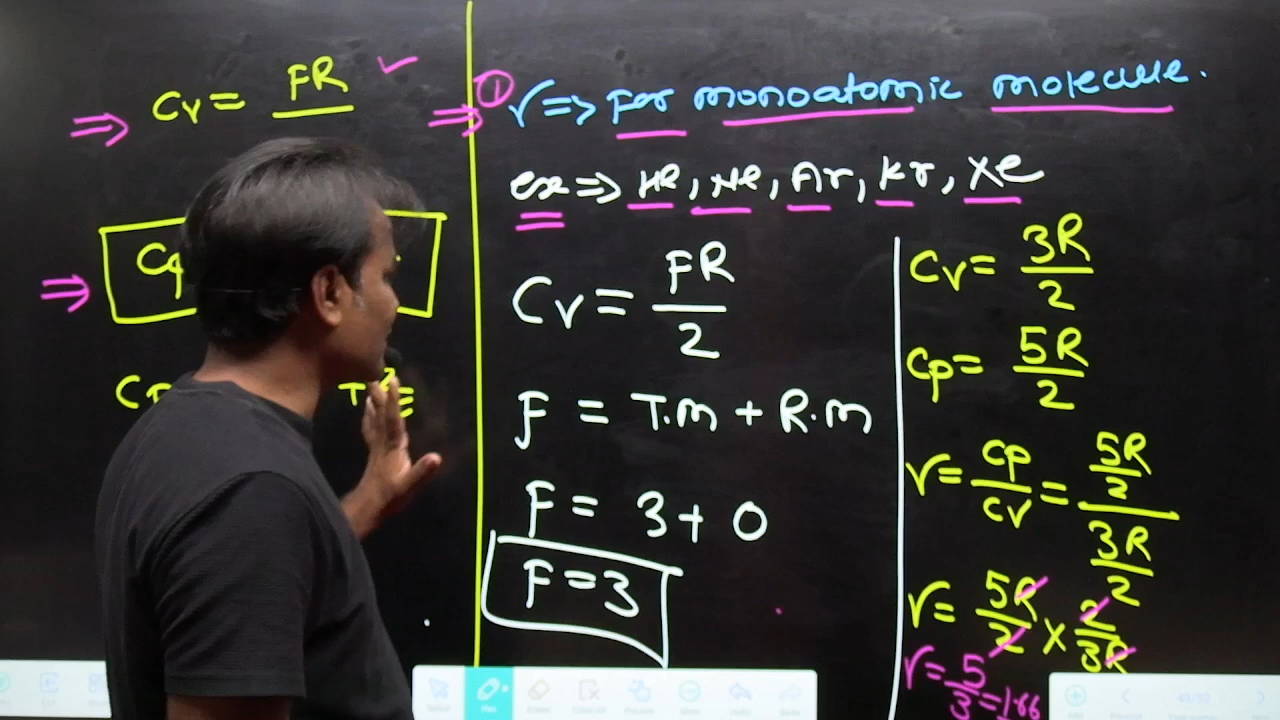 ⇒ Cv = FR
⇒ Cp
Cp
① γ ⇒ For monoatomic molecule.
ex ⇒ He, Ne, Ar, Kr, Xe
Cv = FR/2
F = T.m + R.m
F = 3 + 0
F = 3
Cv = 3R/2
Cp = 5R/2
γ = Cp/Cv = 5R/2 / 3R/2
γ = 5R/2 × 2/3R
γ = 5/3 = 1.66